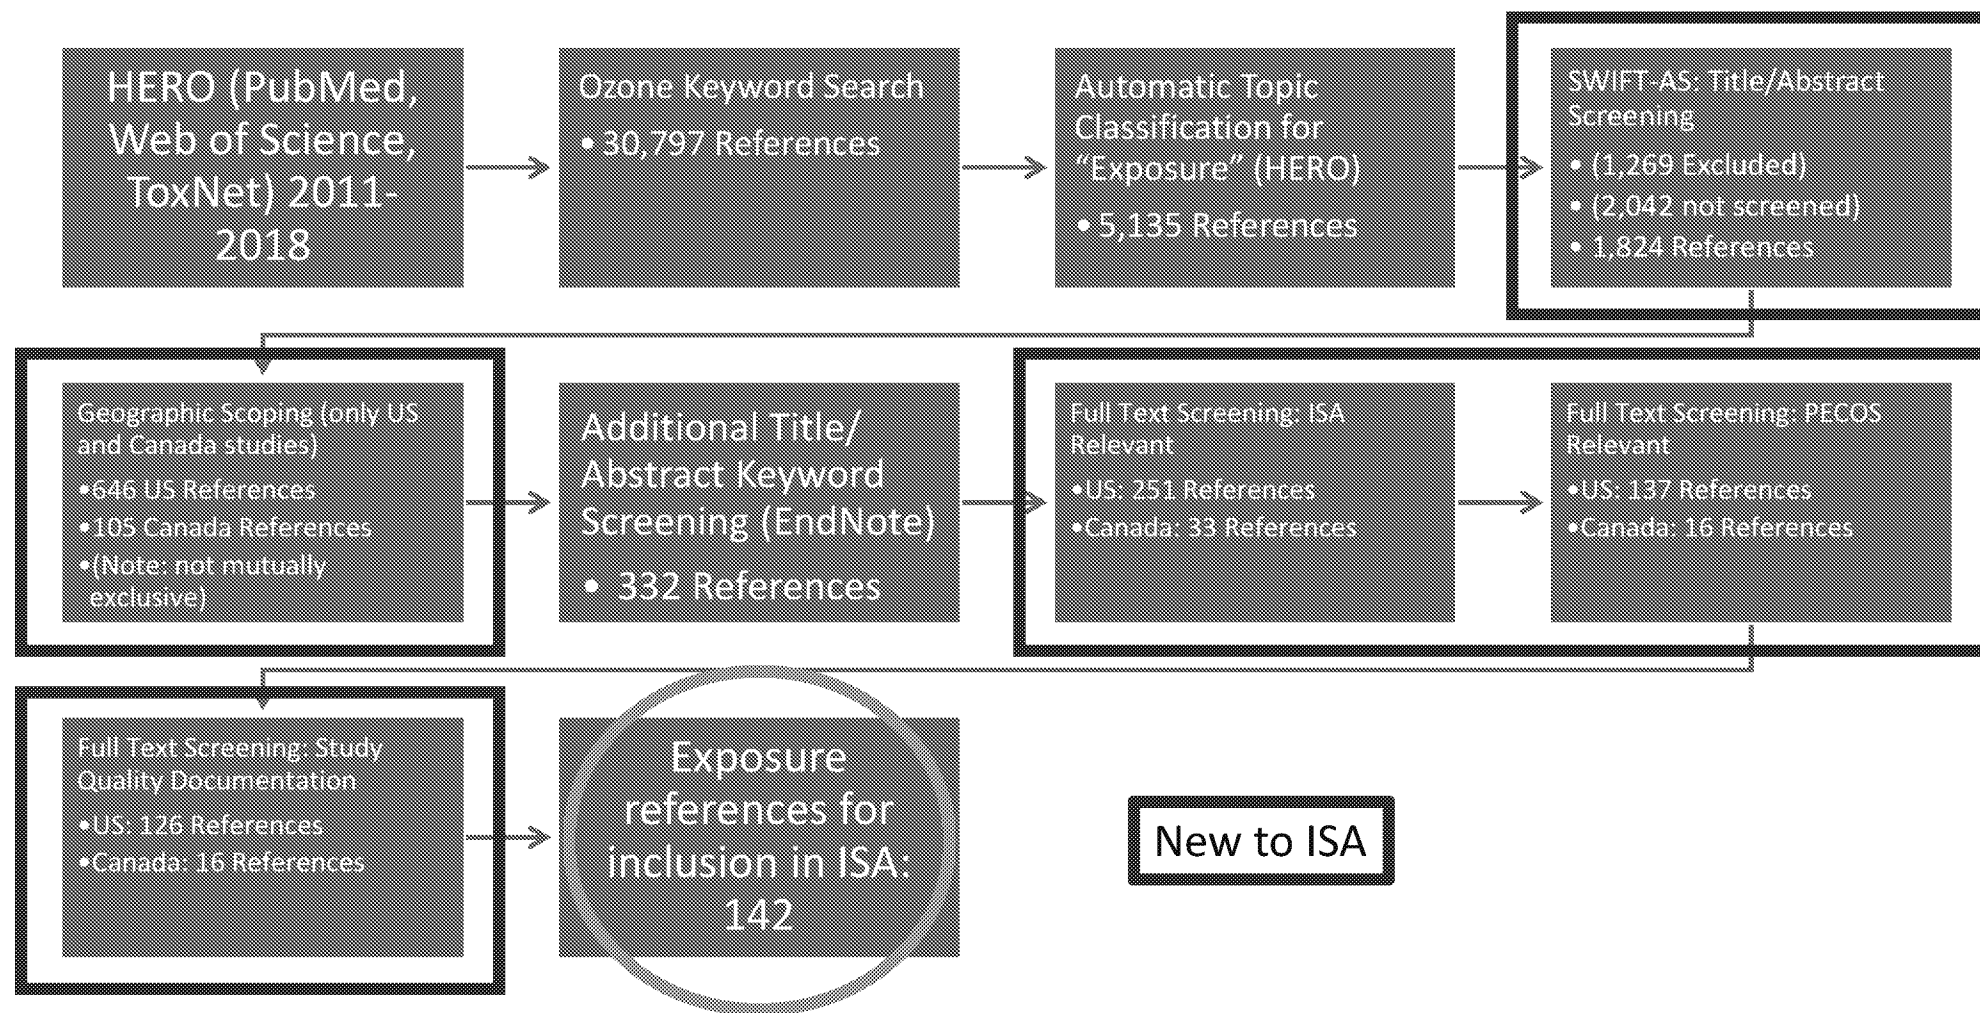 HERO (PubMed,
Web of Science,
ToxNet) 2011-
2018
Ozone Keyword Search
• 30,797 References
Automatic Topic
Classification for
“Exposure” (HERO)
• 5,135 References
SWIFT-AS: Title/Abstract
Screening
• (1,269 Excluded)
• (2,042 not screened)
• 1,824 References
Geographic Scoping (only US
and Canada studies)
•646 US References
•105 Canada References
•(Note: not mutually
exclusive)
Additional Title/
Abstract Keyword
Screening (EndNote)
• 332 References
Full Text Screening: ISA
Relevant
•US: 251 References
•Canada: 33 References
Full Text Screening: PECOS
Relevant
•US: 137 References
•Canada: 16 References
Full Text Screening: Study
Quality Documentation
•US: 126 References
•Canada: 16 References
Exposure
references for
inclusion in ISA:
142
New to ISA